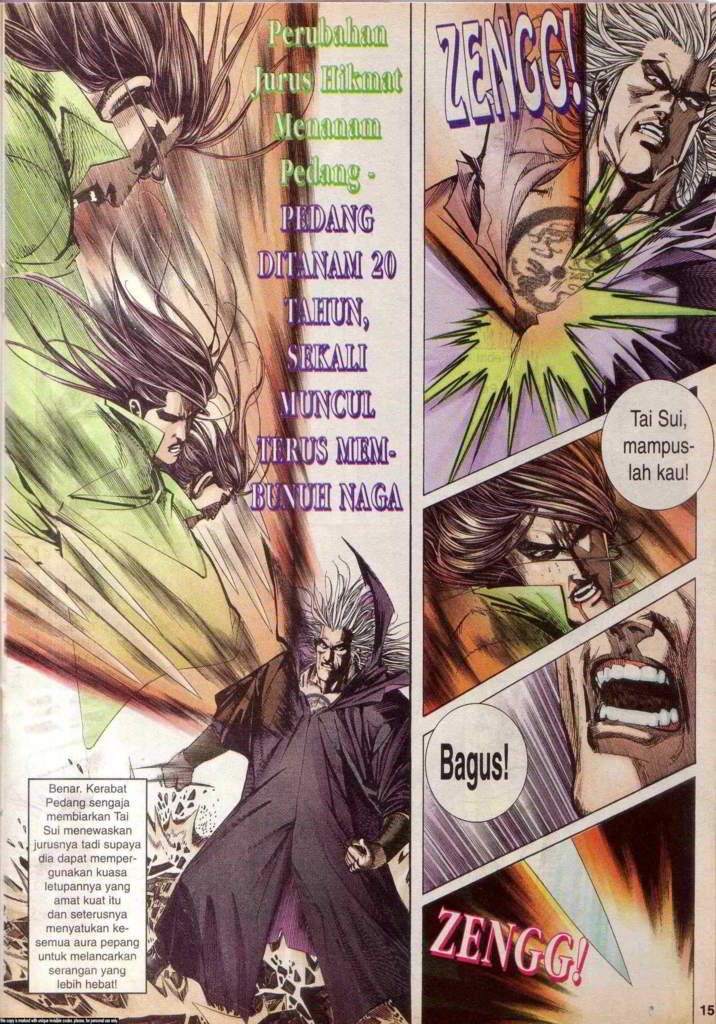 Perubahan
Jurus Hikmat
Menanam
Pedang -
PEDANG
DITANAM 20
TAHUN,
SEKALI
MUNCUL
TERUS MEM-
BUNUH NAGA
ZENGG!
Tai Sui,
mampus-
lah kau!
Bagus!
Benar. Kerabat
Pedang sengaja
membiarkan Tai
Sui menewaskan
jurusnya tadi supaya
dia dapat memper-
gunakan kuasa
letupannya yang
amat kuat itu
dan seterusnya
menyatukan ke-
semua aura pepang
untuk melancarkan
serangan yang
lebih hebat!
ZENGG!
15